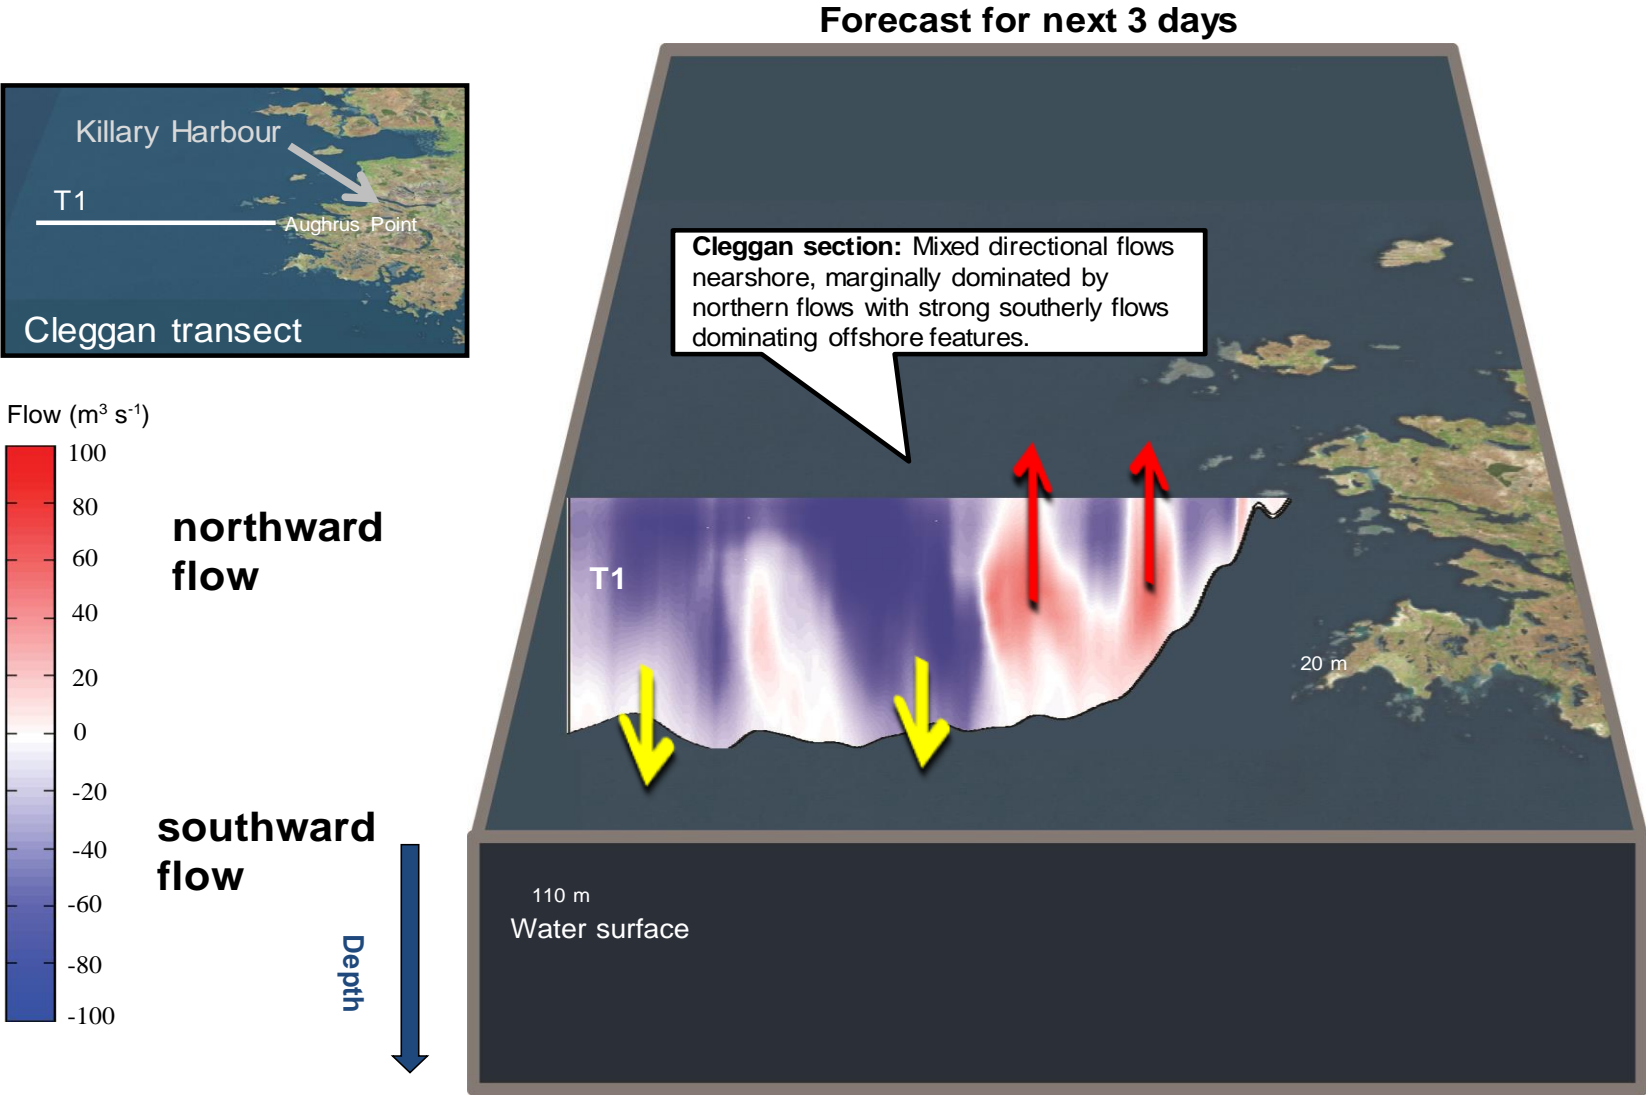 Forecast for next 3 days
Killary Harbour
T1
Aughrus Point
Cleggan transect
Cleggan section: Mixed directional flows
nearshore, marginally dominated by
northern flows with strong southerly flows
dominating offshore features.
Flow (m³ s⁻¹)
100
80
60
40
20
0
-20
-40
-60
-80
-100
northward
flow
southward
flow
Depth
T1
20 m
110 m
Water surface